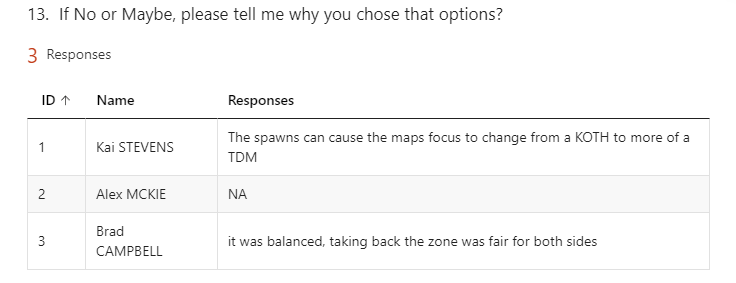 13. If No or Maybe, please tell me why you chose that options?
3 Responses
ID ↑ Name Responses
1 Kai STEVENS The spawns can cause the maps focus to change from a KOTH to more of a
TDM
2 Alex MCKIE NA
3 Brad
CAMPBELL it was balanced, taking back the zone was fair for both sides